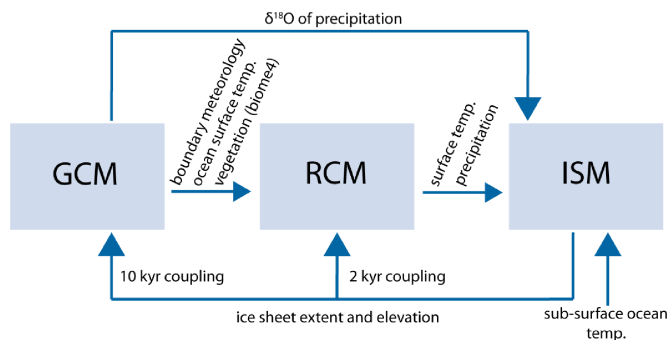 δ¹⁸O of precipitation
GCM
boundary meteorology
ocean surface temp.
vegetation (biome4)
RCM
surface temp.
precipitation
ISM
10 kyr coupling
2 kyr coupling
ice sheet extent and elevation
sub-surface ocean
temp.